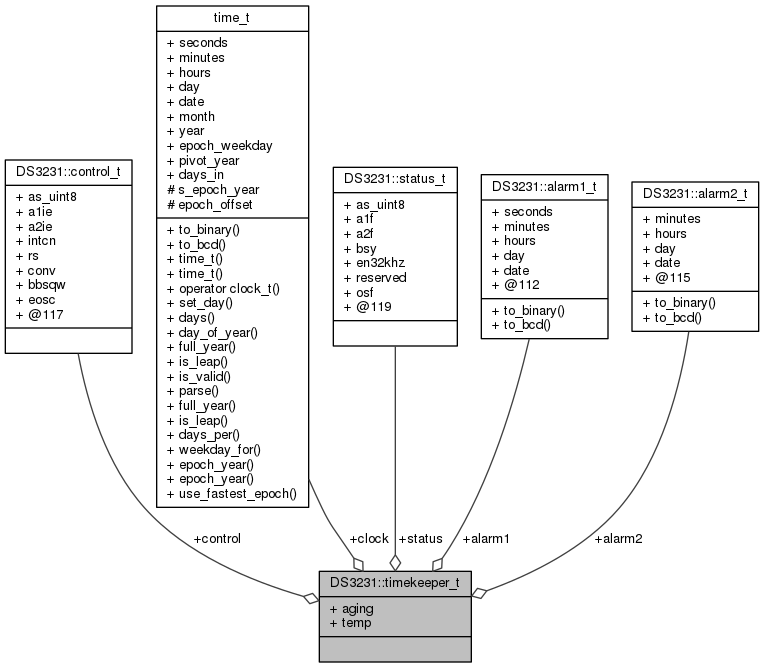 time_t
+ seconds
+ minutes
+ hours
+ day
+ date
+ month
+ year
+ epoch_weekday
+ pivot_year
+ days_in
# s_epoch_year
# epoch_offset
+ to_binary()
+ to_bcd()
+ time_t()
+ time_t()
+ operator clock_t()
+ set_day()
+ days()
+ day_of_year()
+ full_year()
+ is_leap()
+ is_valid()
+ parse()
+ full_year()
+ is_leap()
+ days_per()
+ weekday_for()
+ epoch_year()
+ epoch_year()
+ use_fastest_epoch()
DS3231::control_t
+ as_uint8
+ a1ie
+ a2ie
+ intcn
+ rs
+ conv
+ bbsqw
+ eosc
+ @117
DS3231::status_t
+ as_uint8
+ a1f
+ a2f
+ bsy
+ en32khz
+ reserved
+ osf
+ @119
DS3231::alarm1_t
+ seconds
+ minutes
+ hours
+ day
+ date
+ @112
+ to_binary()
+ to_bcd()
DS3231::alarm2_t
+ minutes
+ hours
+ day
+ date
+ @115
+ to_binary()
+ to_bcd()
+control
+clock
+status
+alarm1
+alarm2
DS3231::timekeeper_t
+ aging
+ temp